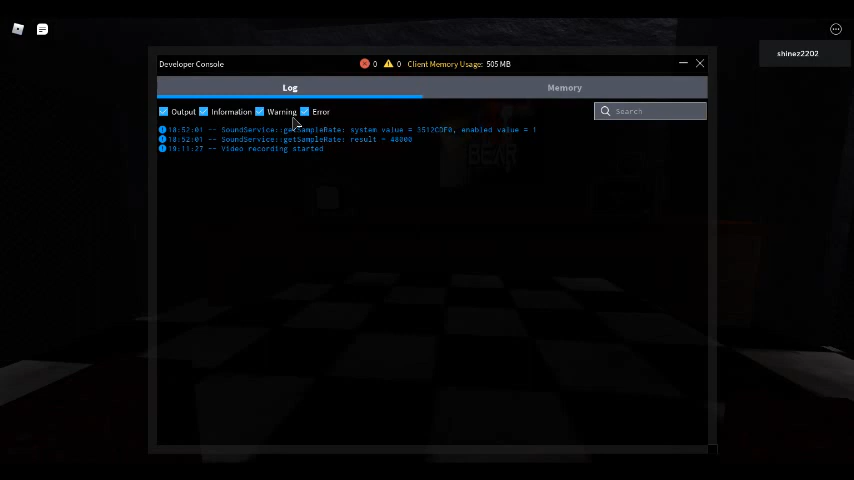 shinez2202
Developer Console
0
0
Client Memory Usage: 505 MB
Log
Memory
Output
Information
Warning
Error
Search
18:52:01 -- SoundService::getSampleRate: system value = 3512CDE0, enabled value = 1
18:52:01 -- SoundService::getSampleRate: result = 48000
19:11:27 -- Video recording started
BEAR